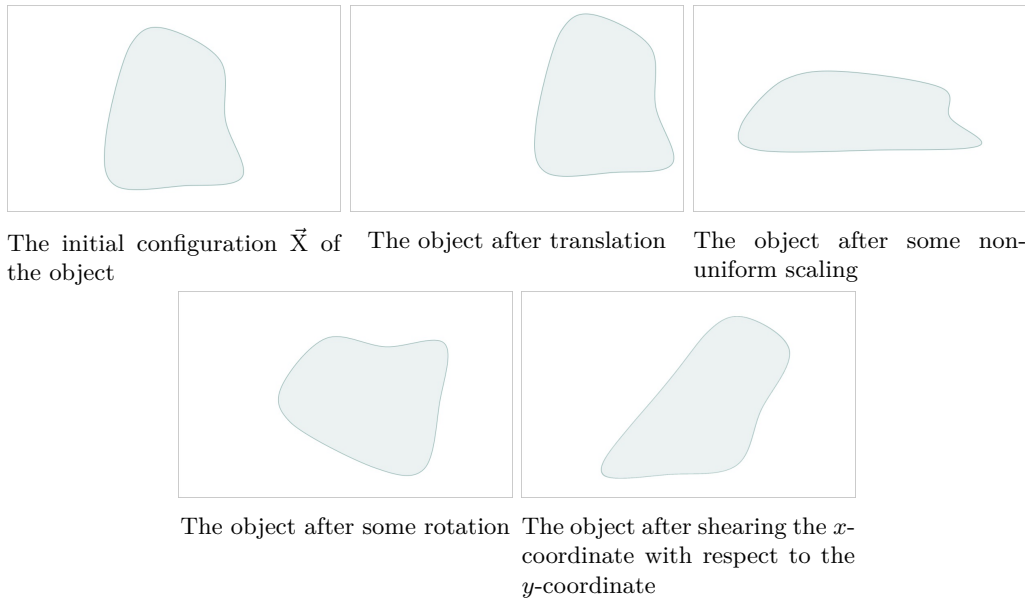 The initial configuration X⃗ of
the object
The object after translation
The object after some non-
uniform scaling
The object after some rotation
The object after shearing the x-
coordinate with respect to the
y-coordinate